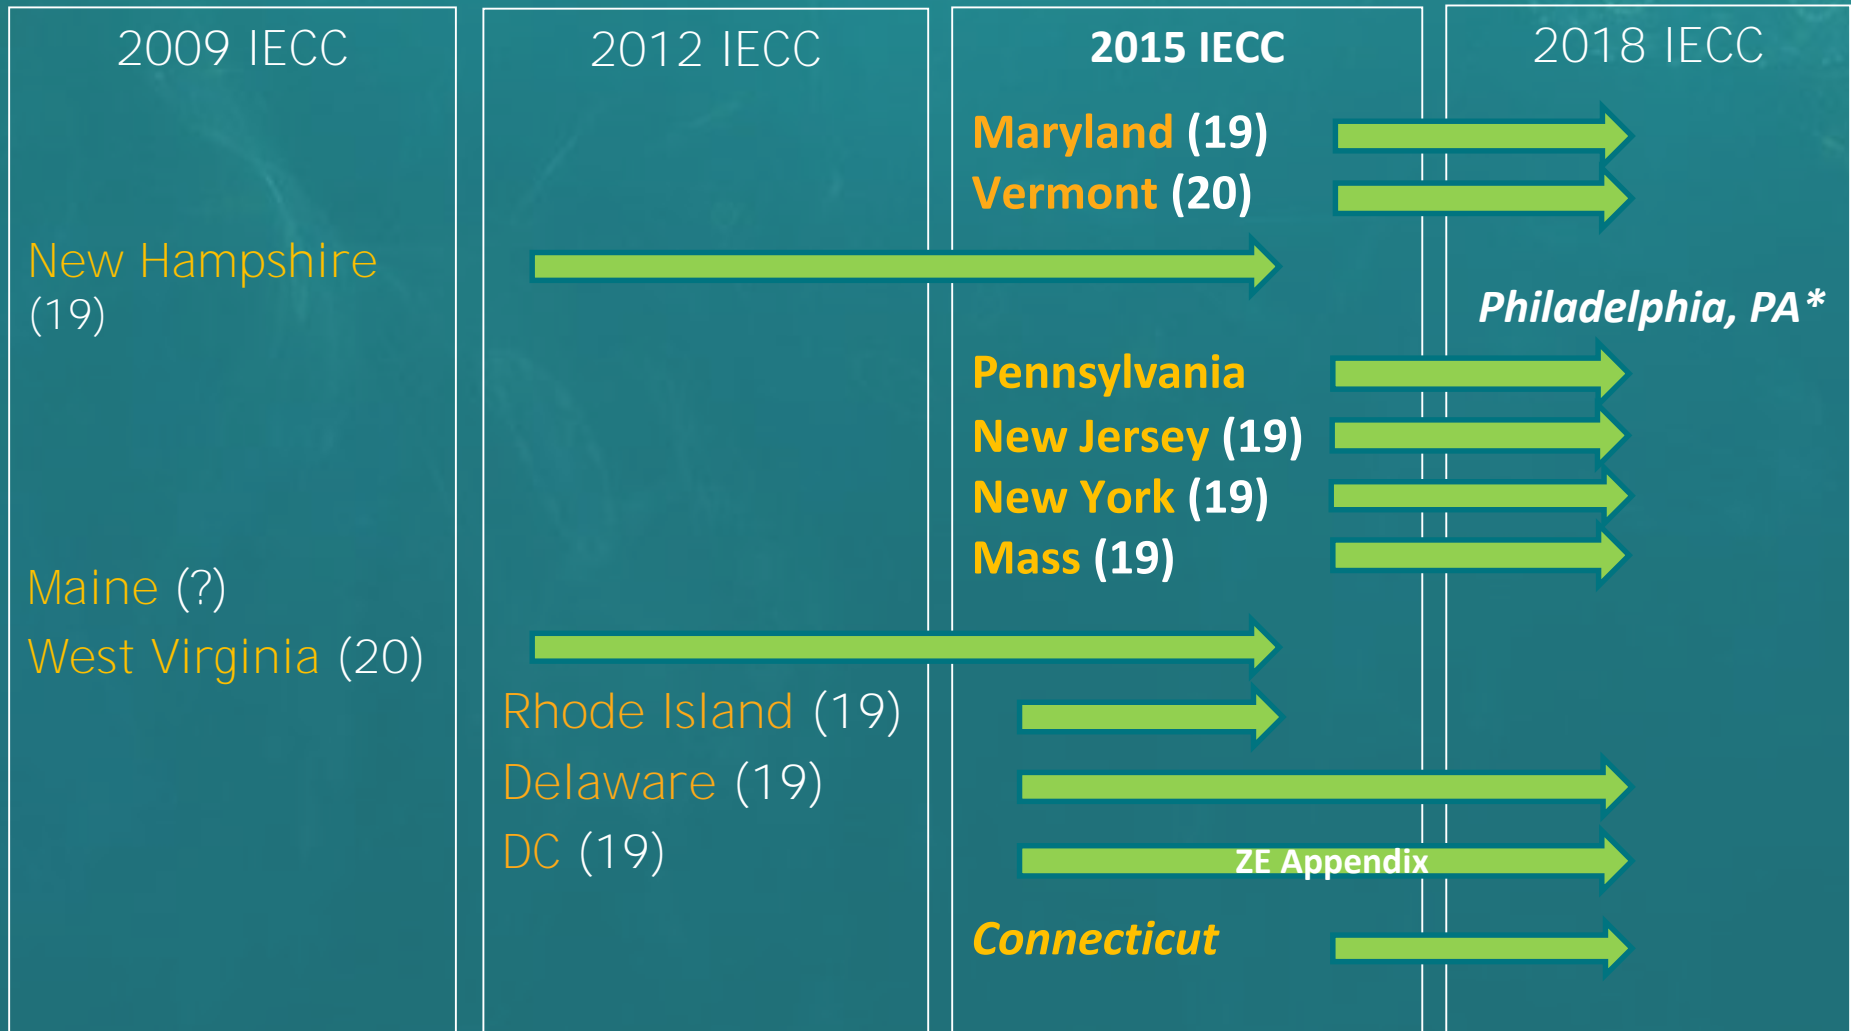 2009 IECC
New Hampshire
(19)
Maine (?)
West Virginia (20)
2012 IECC
Rhode Island (19)
Delaware (19)
DC (19)
2015 IECC
Maryland (19)
Vermont (20)
Pennsylvania
New Jersey (19)
New York (19)
Mass (19)
ZE Appendix
Connecticut
2018 IECC
Philadelphia, PA*